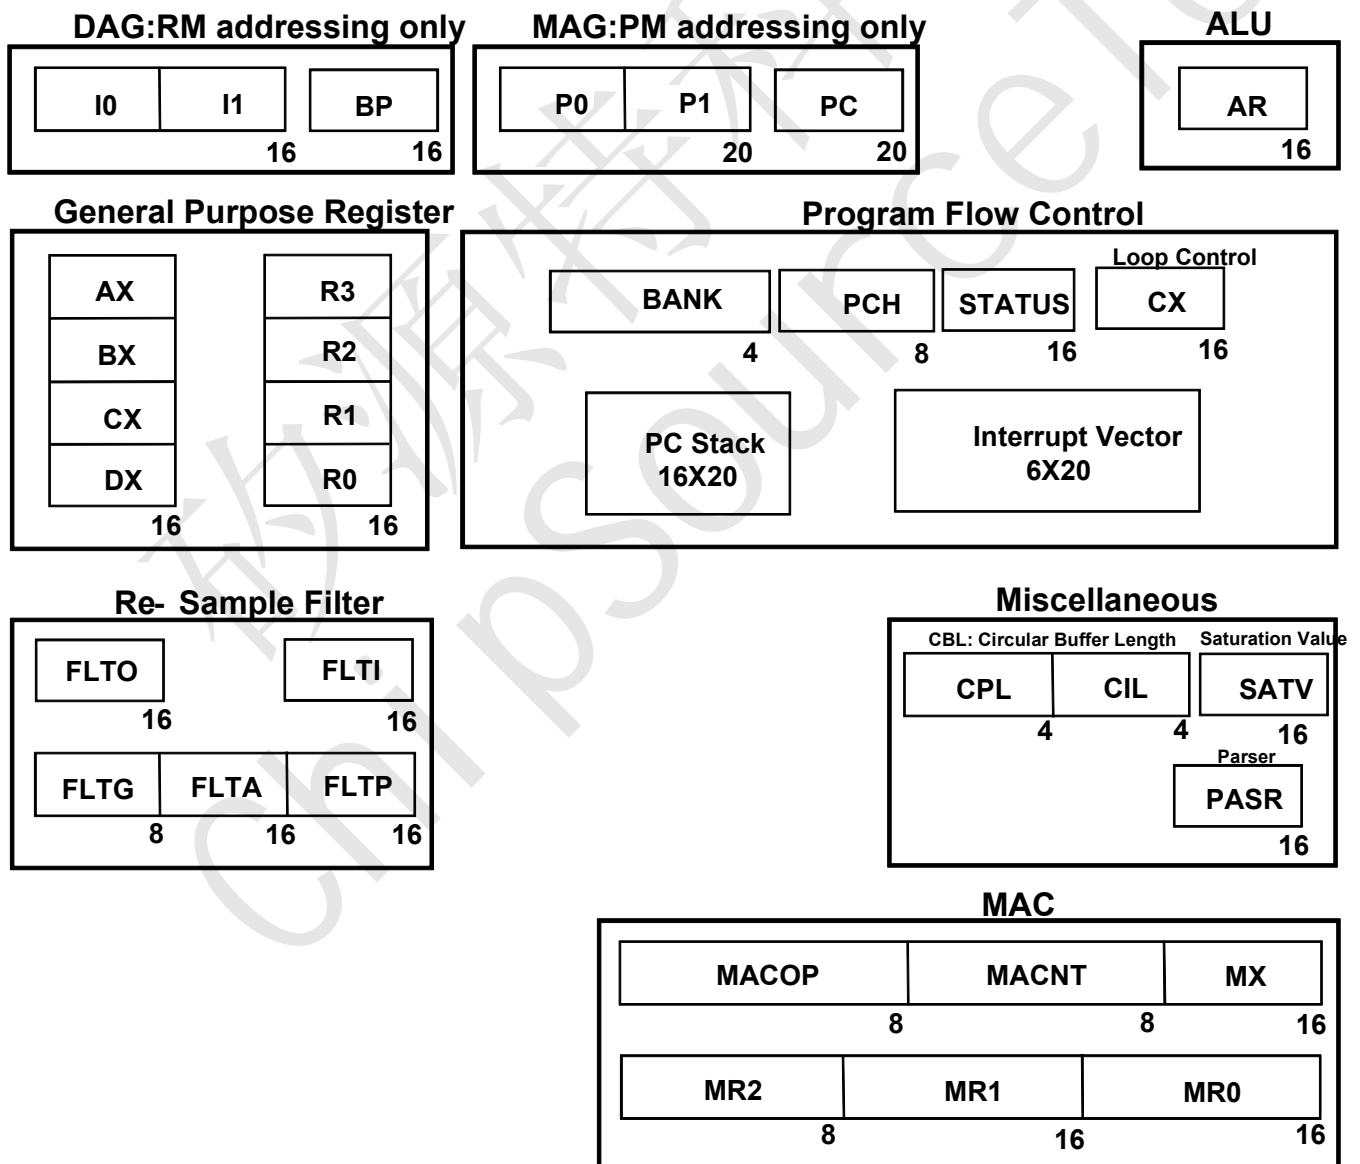 DAG:RM addressing only
MAG:PM addressing only
ALU
I0 I1 BP
16 16
P0 P1 PC
20 20
AR
16
General Purpose Register
AX R3
BX R2
CX R1
DX R0
16 16
Program Flow Control
Loop Control
BANK PCH STATUS CX
4 8 16 16
PC Stack
16X20
Interrupt Vector
6X20
Re- Sample Filter
FLTO FLTI
16 16
FLTG FLTA FLTP
8 16 16
Miscellaneous
CBL: Circular Buffer Length Saturation Value
CPL CIL SATV
4 4 16
Parser
PASR
16
MAC
MACOP MACNT MX
8 8 16
MR2 MR1 MR0
8 16 16